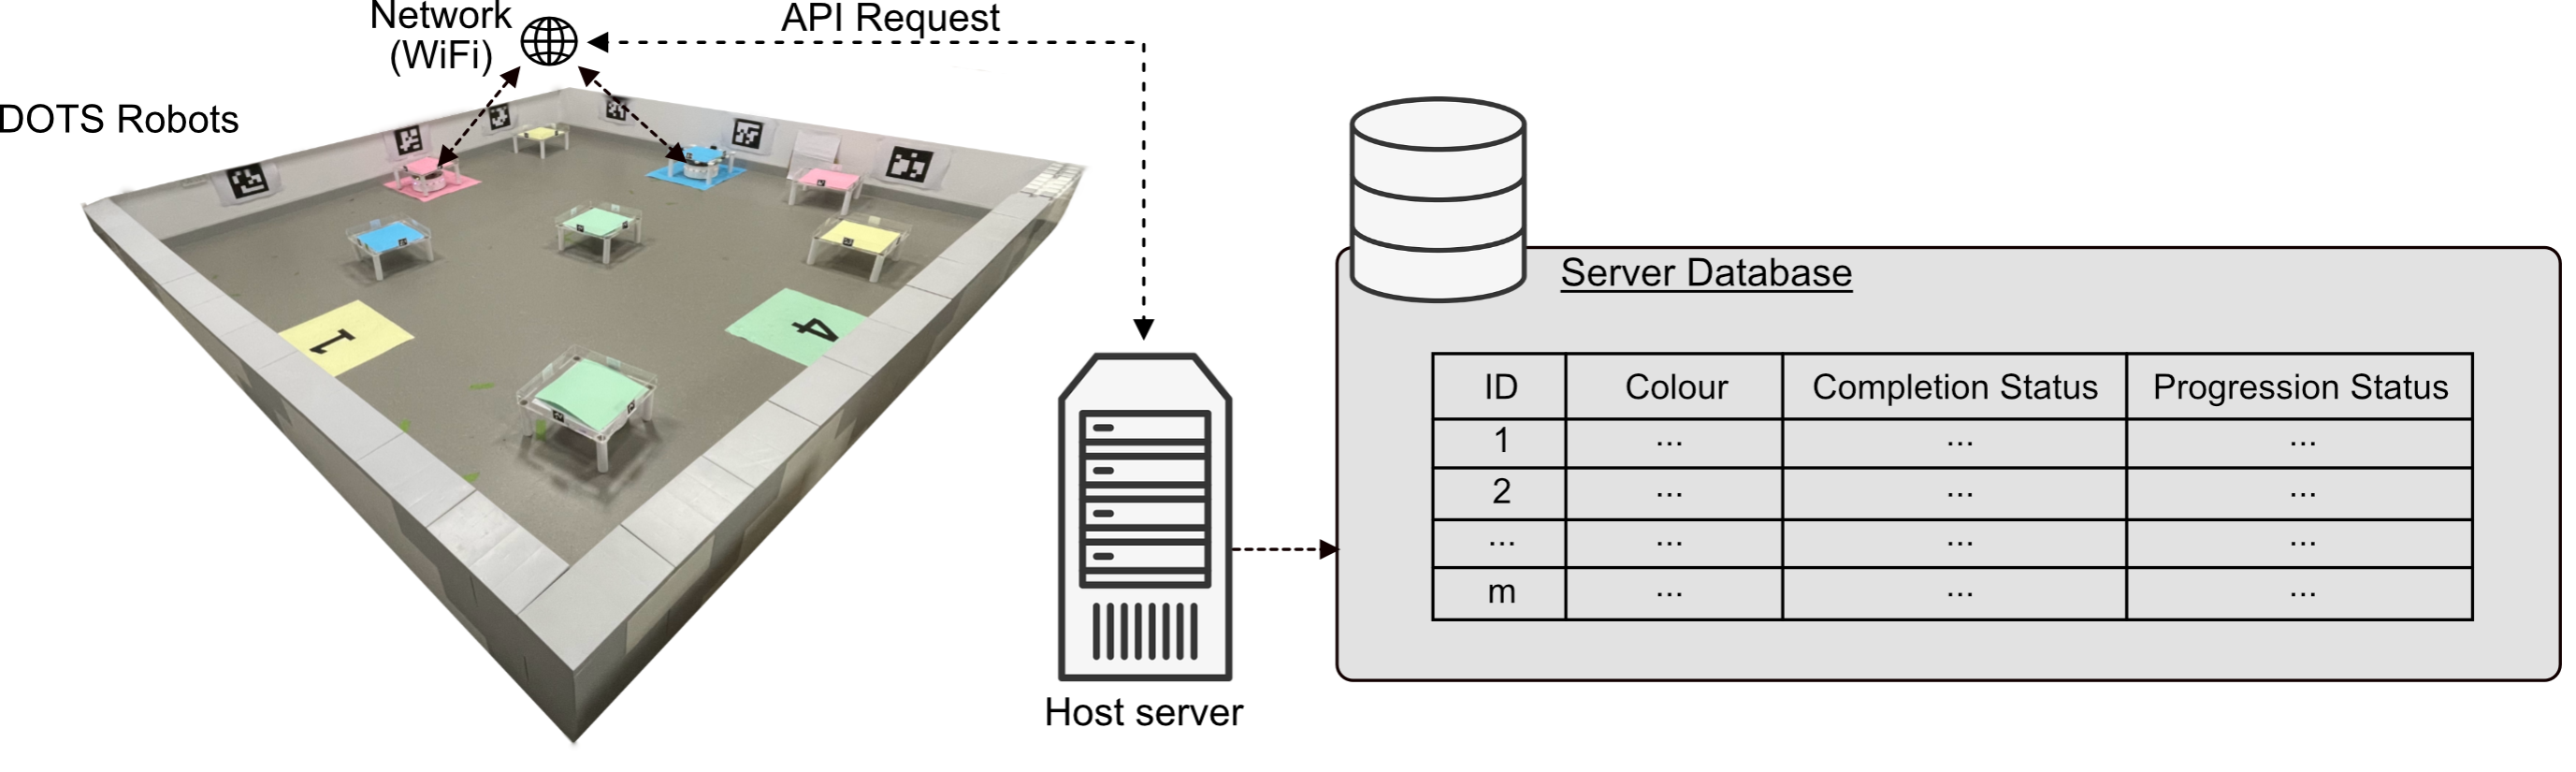 Network
(WiFi)
API Request
DOTS Robots
1
4
Server Database
ID Colour Completion Status Progression Status
1 ... ... ...
2 ... ... ...
... ... ... ...
m ... ... ...
Host server